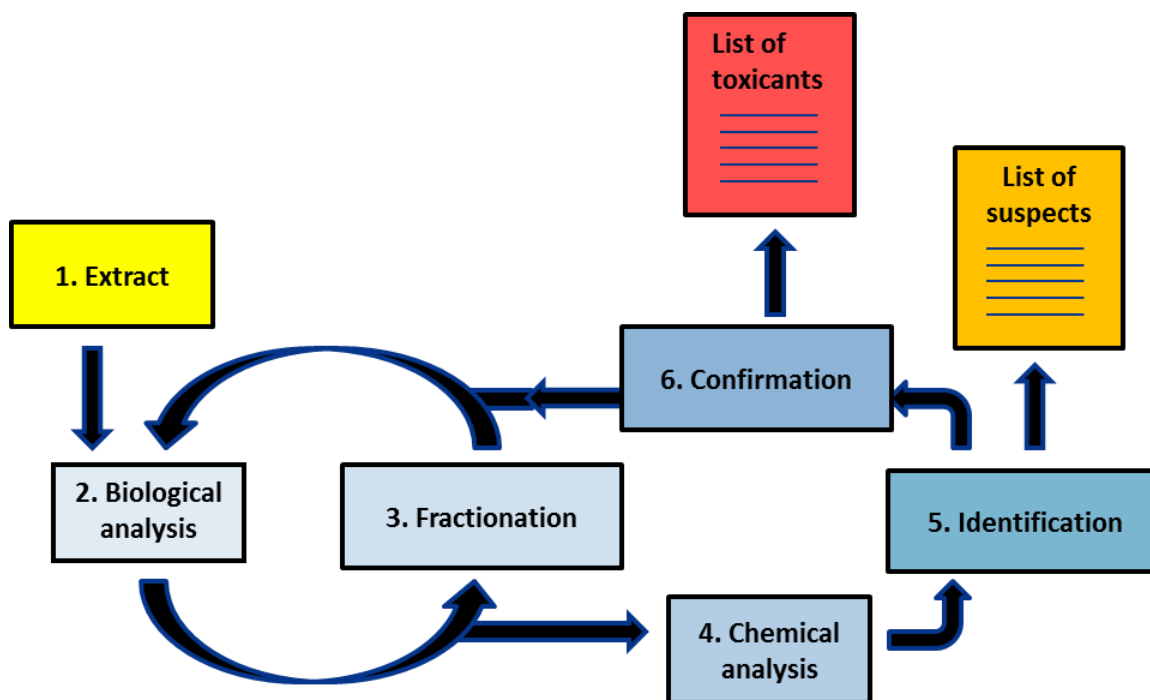 List of
toxicants
List of
suspects
1. Extract
6. Confirmation
2. Biological
analysis
3. Fractionation
5. Identification
4. Chemical
analysis